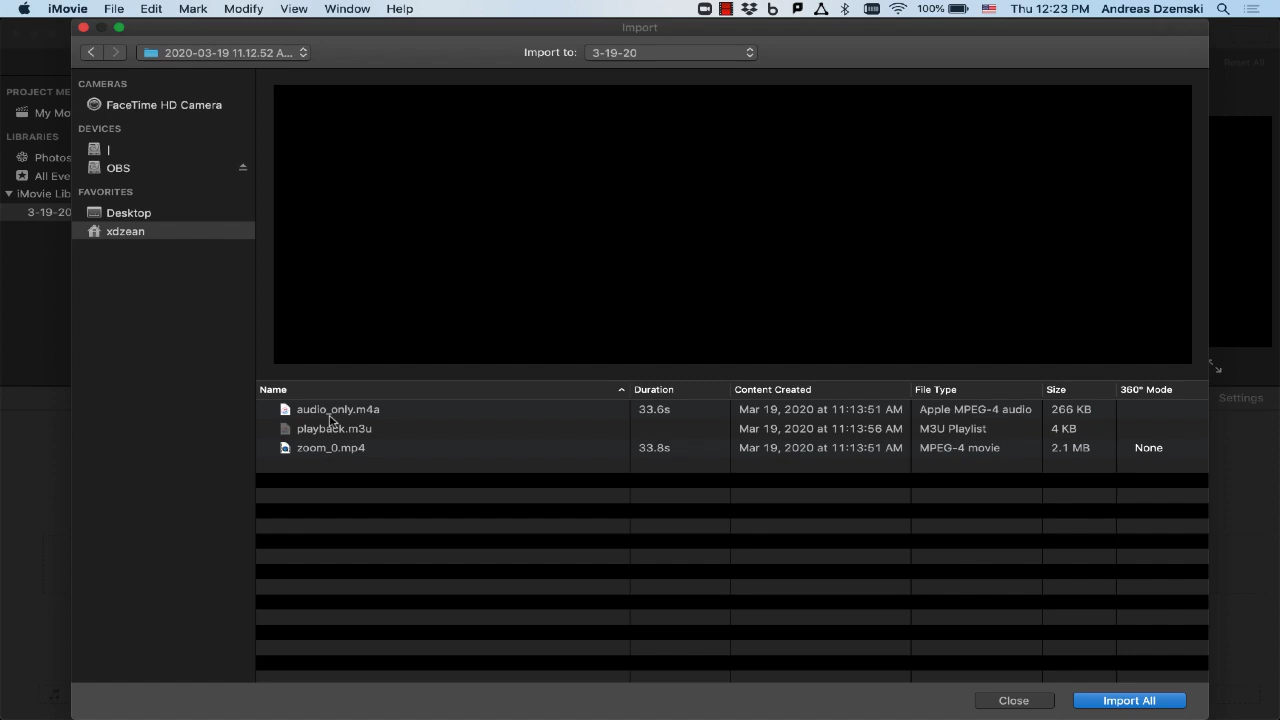 iMovie File Edit Mark Modify View Window Help 100% Thu 12:23 PM Andreas Dzemski
Import
2020-03-19 11.12.52 A... Import to: 3-19-20
Reset All
PROJECT ME
My Mo
LIBRARIES
Photos
All Eve
iMovie Lib
3-19-20
CAMERAS
FaceTime HD Camera
DEVICES
OBS
FAVORITES
Desktop
xdzean
Name Duration Content Created File Type Size 360° Mode
audio_only.m4a 33.6s Mar 19, 2020 at 11:13:51 AM Apple MPEG-4 audio 266 KB
playback.m3u Mar 19, 2020 at 11:13:56 AM M3U Playlist 4 KB
zoom_0.mp4 33.8s Mar 19, 2020 at 11:13:51 AM MPEG-4 movie 2.1 MB None
Settings
Close Import All